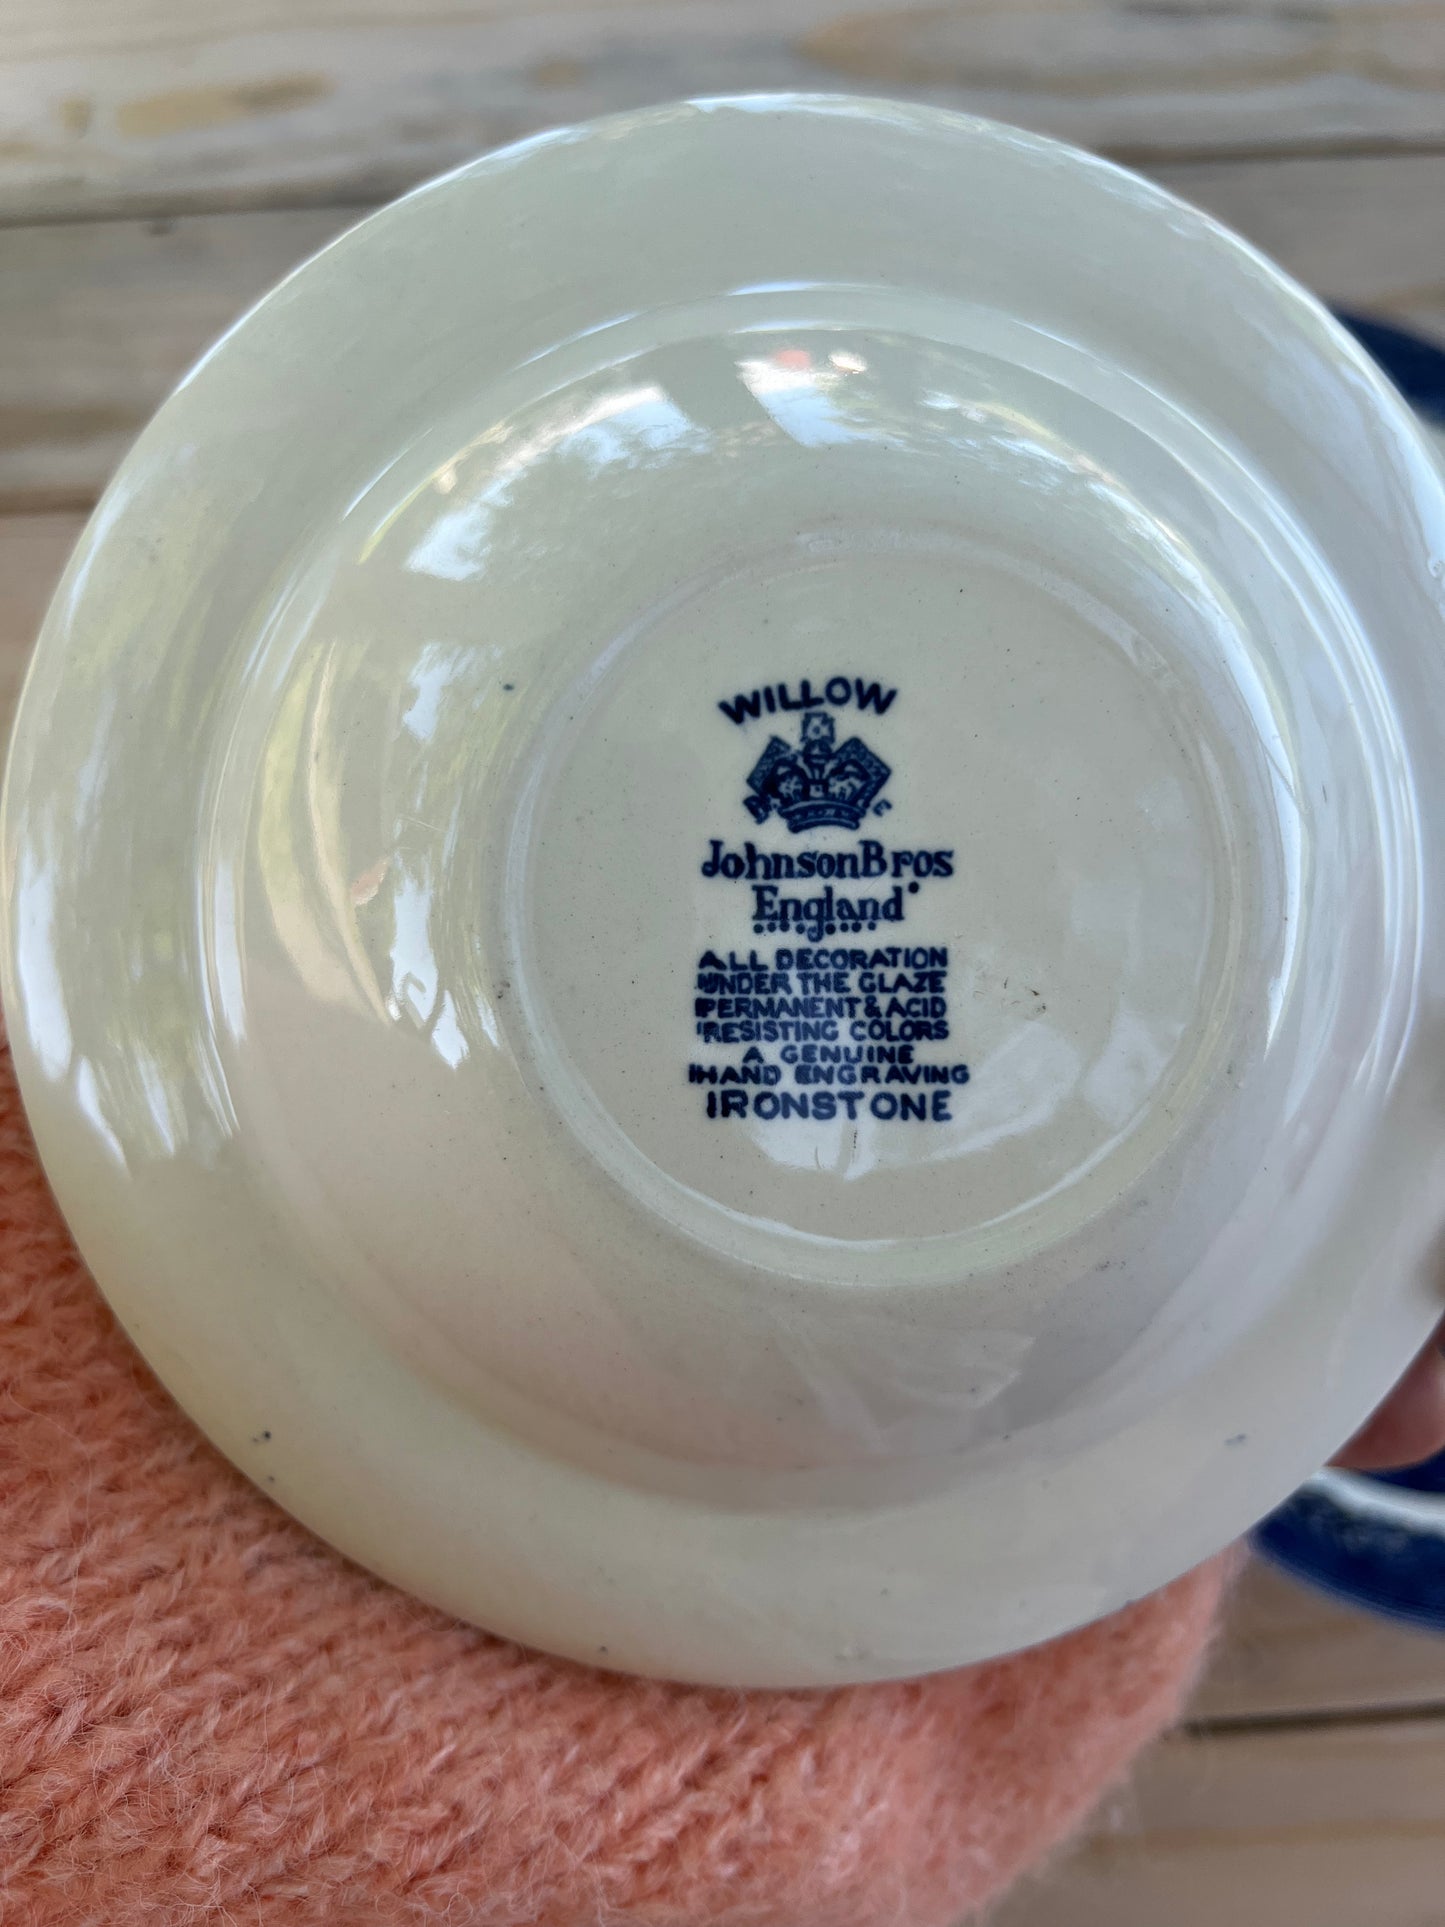 WILLOW
JohnsonBros
England
ALL DECORATION
UNDER THE GLAZE
PERMANENT & ACID
RESISTING COLORS
A GENUINE
HAND ENGRAVING
IRONSTONE